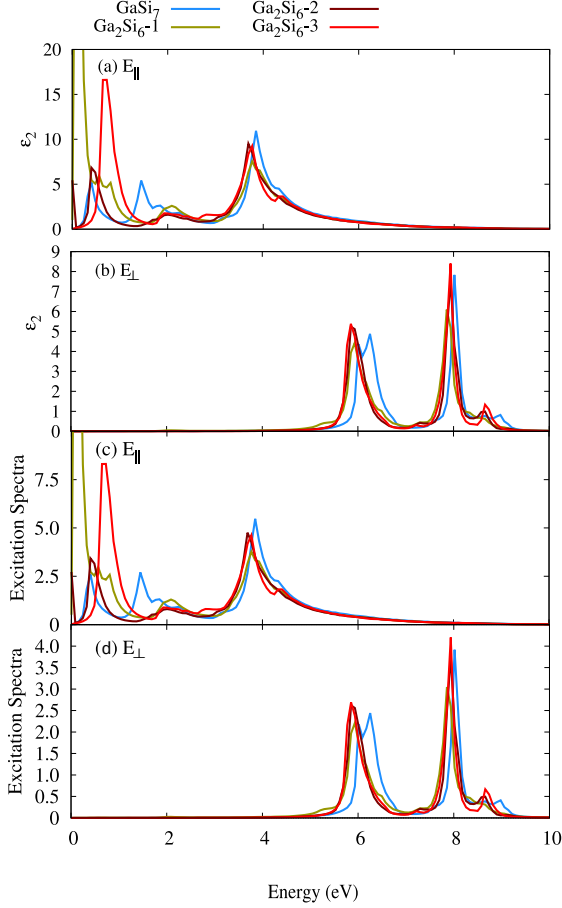 GaSi₇ Ga₂Si₆-2
Ga₂Si₆-1 Ga₂Si₆-3
20
15
10
5
0
ε₂
(a) E∥
9
8
7
6
5
4
3
2
1
0
ε₂
(b) E⊥
7.5
5.0
2.5
0
Excitation Spectra
(c) E∥
4.0
3.5
3.0
2.5
2.0
1.5
1.0
0.5
0
Excitation Spectra
(d) E⊥
0 2 4 6 8 10
Energy (eV)